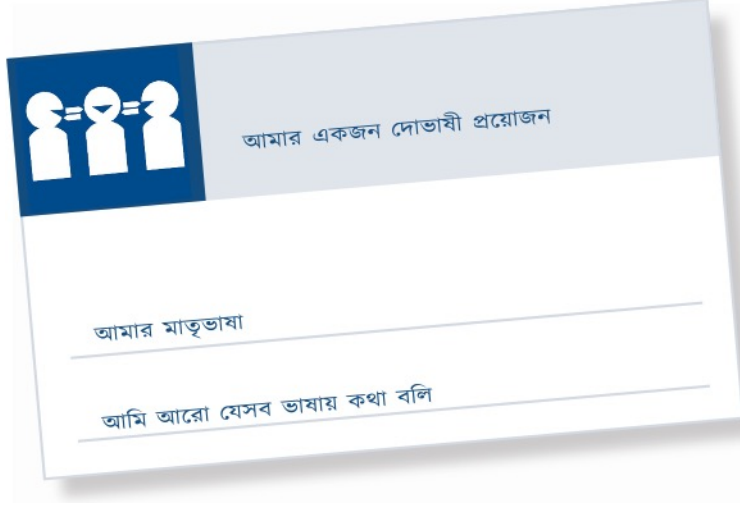 আমার একজন দোভাষী প্রয়োজন
আমার মাতৃভাষা
আমি আরো যেসব ভাষায় কথা বলি